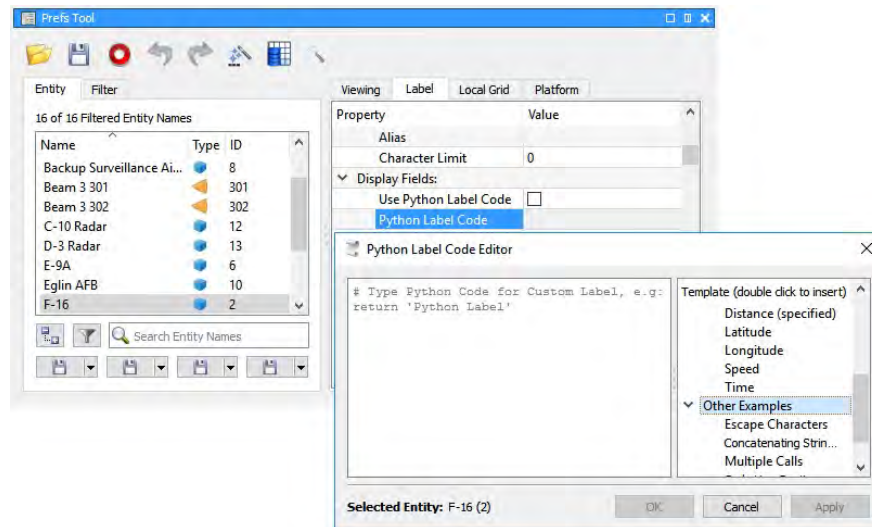 Prefs Tool
Entity Filter
16 of 16 Filtered Entity Names
Name Type ID
Backup Surveillance Ai... 8
Beam 3 301 301
Beam 3 302 302
C-10 Radar 12
D-3 Radar 13
E-9A 6
Eglin AFB 10
F-16 2
Search Entity Names
Viewing Label Local Grid Platform
Property Value
Alias
Character Limit 0
Display Fields:
Use Python Label Code
Python Label Code
Python Label Code Editor
# Type Python Code for Custom Label, e.g:
return 'Python Label'
Template (double click to insert)
Distance (specified)
Latitude
Longitude
Speed
Time
Other Examples
Escape Characters
Concatenating Strin...
Multiple Calls
Selected Entity: F-16 (2)
OK Cancel Apply